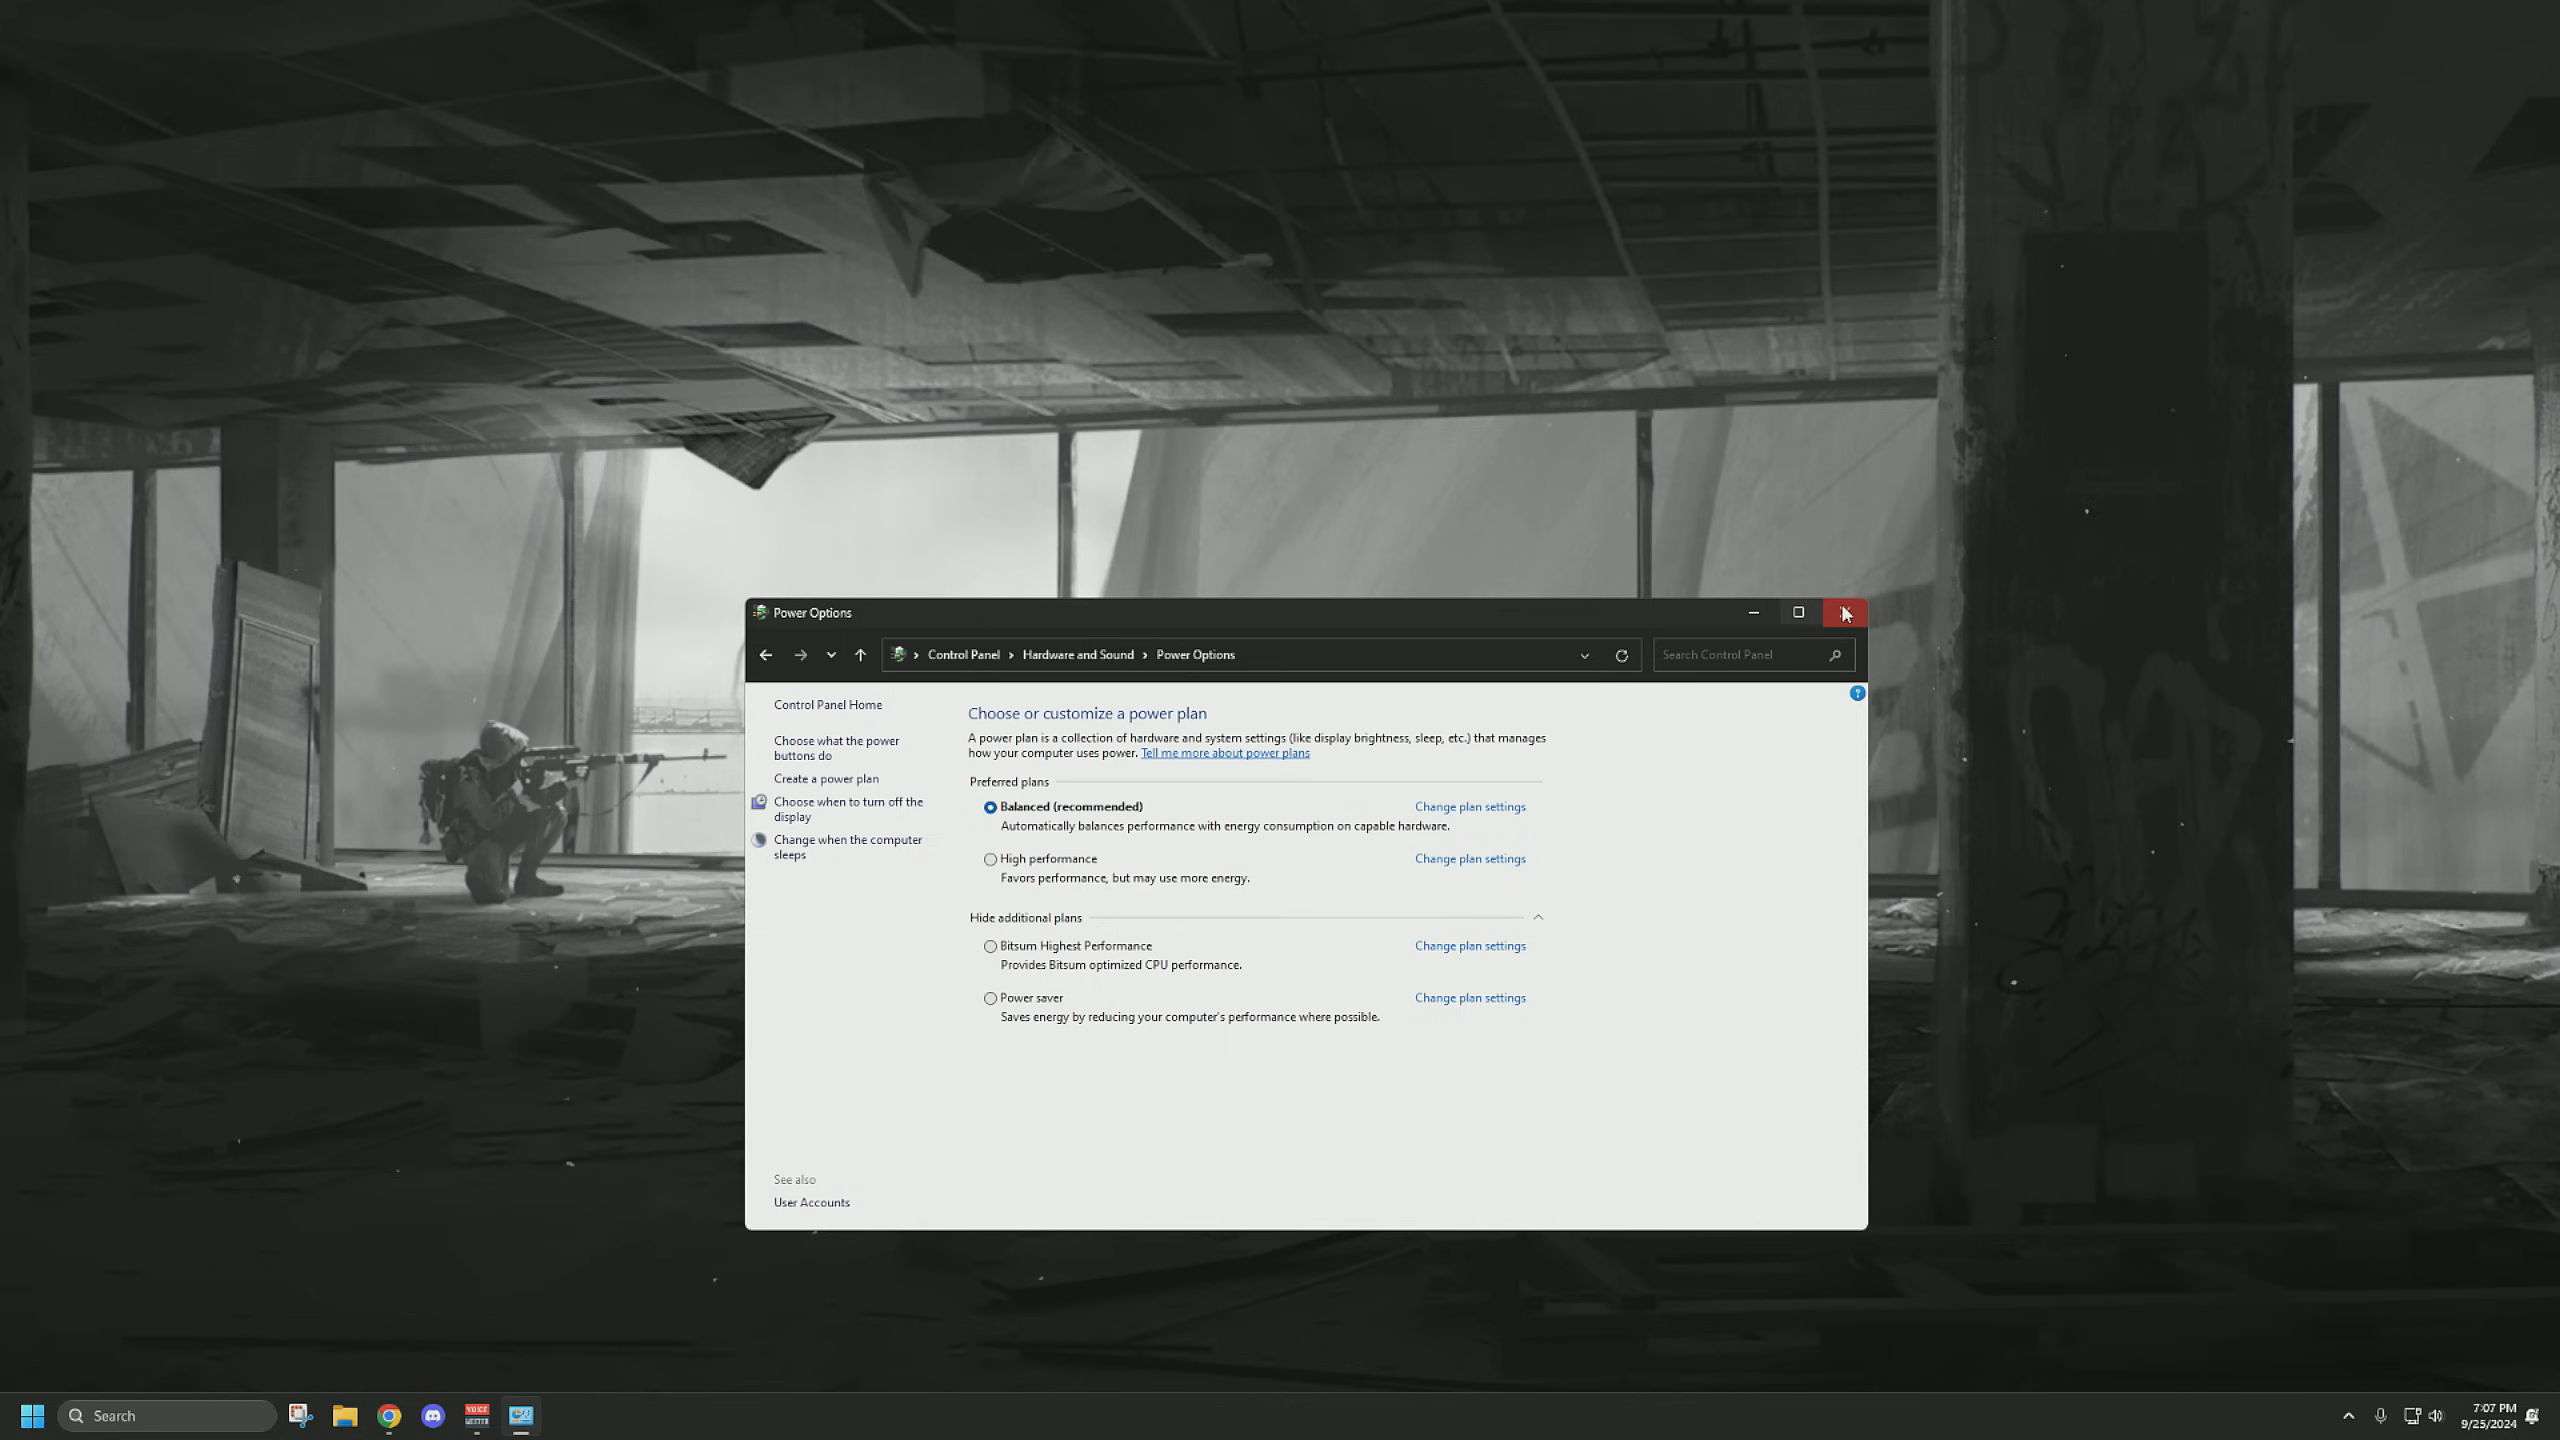 Power Options
Control Panel > Hardware and Sound > Power Options
Search Control Panel
Control Panel Home
Choose what the power
buttons do
Create a power plan
Choose when to turn off the
display
Change when the computer
sleeps
See also
User Accounts
Choose or customize a power plan
A power plan is a collection of hardware and system settings (like display brightness, sleep, etc.) that manages
how your computer uses power. Tell me more about power plans
Preferred plans
Balanced (recommended) Change plan settings
Automatically balances performance with energy consumption on capable hardware.
High performance Change plan settings
Favors performance, but may use more energy.
Hide additional plans
Bitsum Highest Performance Change plan settings
Provides Bitsum optimized CPU performance.
Power saver Change plan settings
Saves energy by reducing your computer's performance where possible.
Search
VOICE
7:07 PM
9/25/2024